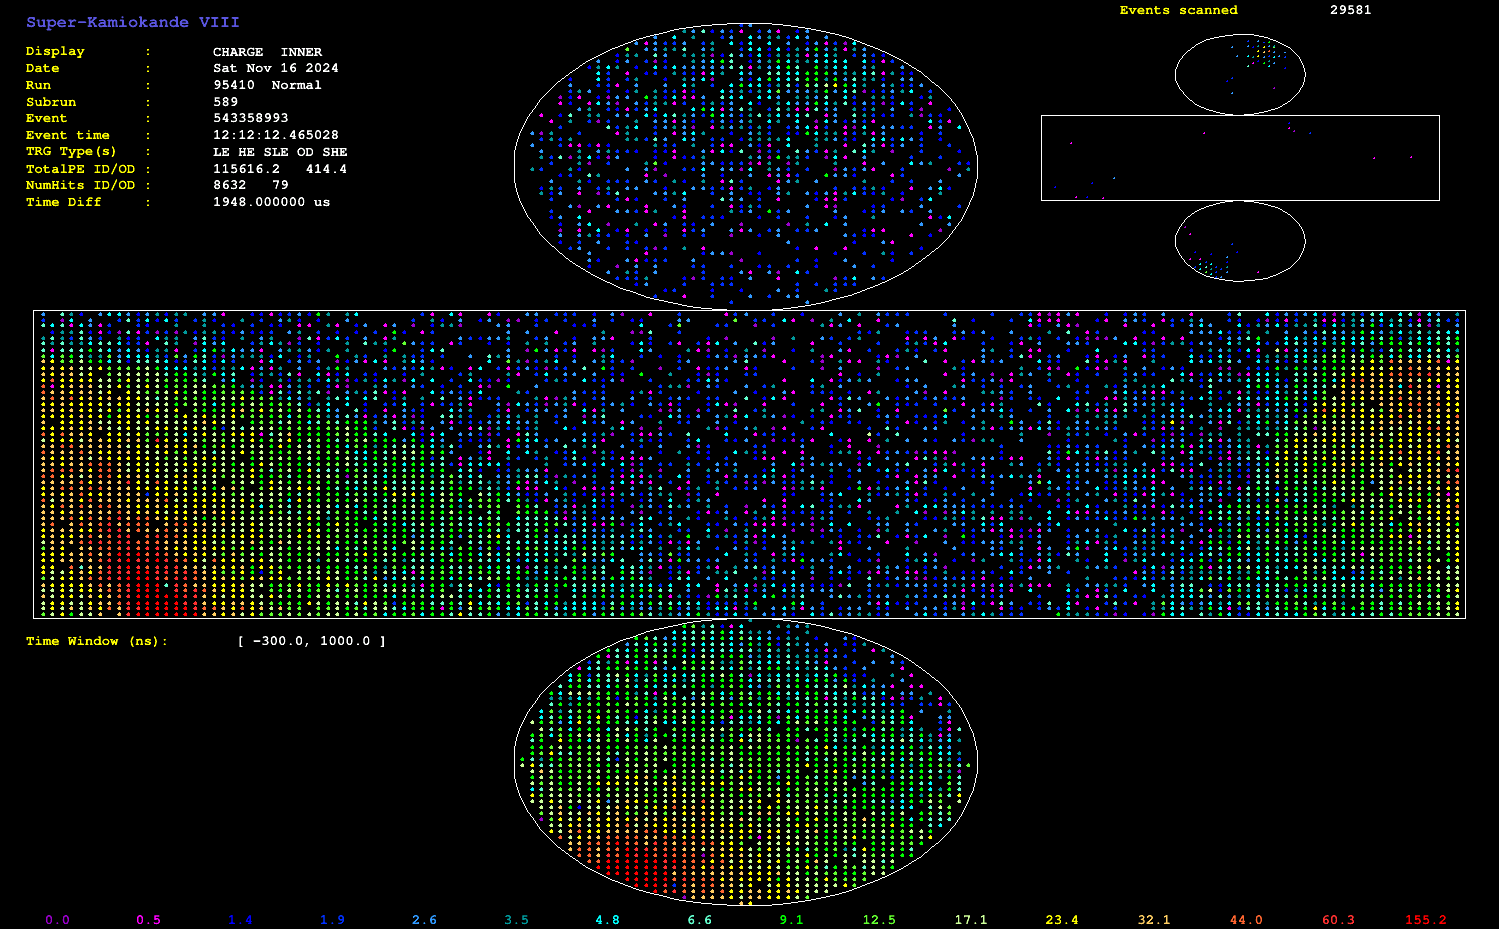 Super-Kamiokande VIII
Events scanned 29581
Display : CHARGE INNER
Date : Sat Nov 16 2024
Run : 95410 Normal
Subrun : 589
Event : 543358993
Event time : 12:12:12.465028
TRG Type(s) : LE HE SLE OD SHE
TotalPE ID/OD : 115616.2 414.4
NumHits ID/OD : 8632 79
Time Diff : 1948.000000 us
Time Window (ns): [ -300.0, 1000.0 ]
0.0 0.5 1.4 1.9 2.6 3.5 4.8 6.6 9.1 12.5 17.1 23.4 32.1 44.0 60.3 155.2